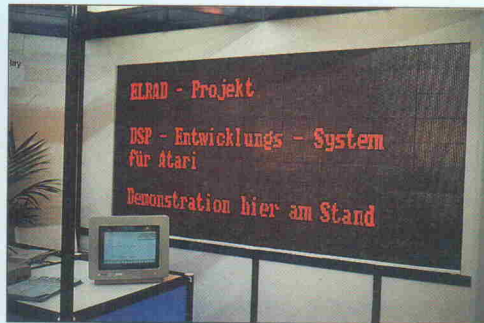 ELRAD - Projekt
DSP - Entwicklungs - System
für Atari
Demonstration hier am Stand